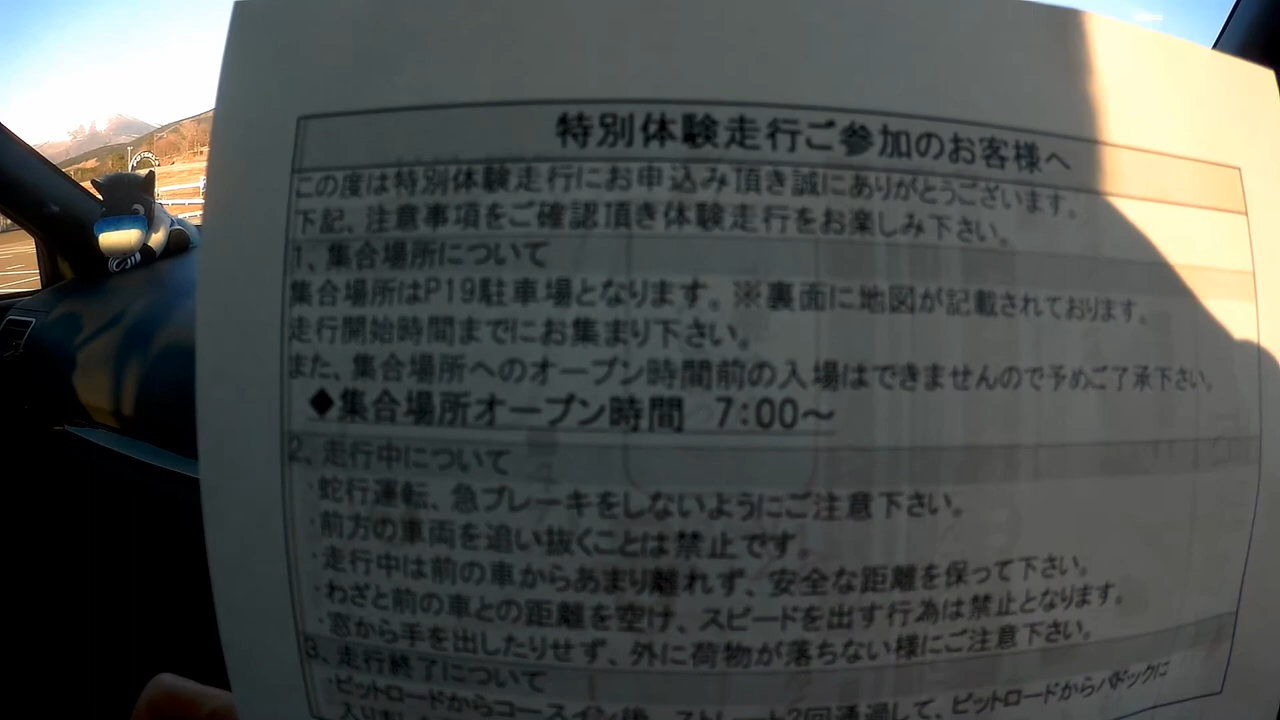 特別体験走行ご参加のお客様へ
この度は特別体験走行にお申込み頂き誠にありがとうございます。
下記、注意事項をご確認頂き体験走行をお楽しみ下さい。
1、集合場所について
集合場所はP19駐車場となります。※裏面に地図が記載されております。
走行開始時間までにお集まり下さい。
また、集合場所へのオープン時間前の入場はできませんので予めご了承下さい。
◆集合場所オープン時間 7:00～
2、走行中について
・蛇行運転、急ブレーキをしないようにご注意下さい。
・前方の車両を追い抜くことは禁止です。
・走行中は前の車からあまり離れず、安全な距離を保って下さい。
・わざと前の車との距離を空け、スピードを出す行為は禁止となります。
・窓から手を出したりせず、外に荷物が落ちない様にご注意下さい。
3、走行終了について
・ピットロードからコースイン後、ストレート2回通過して、ピットロードからパドックに